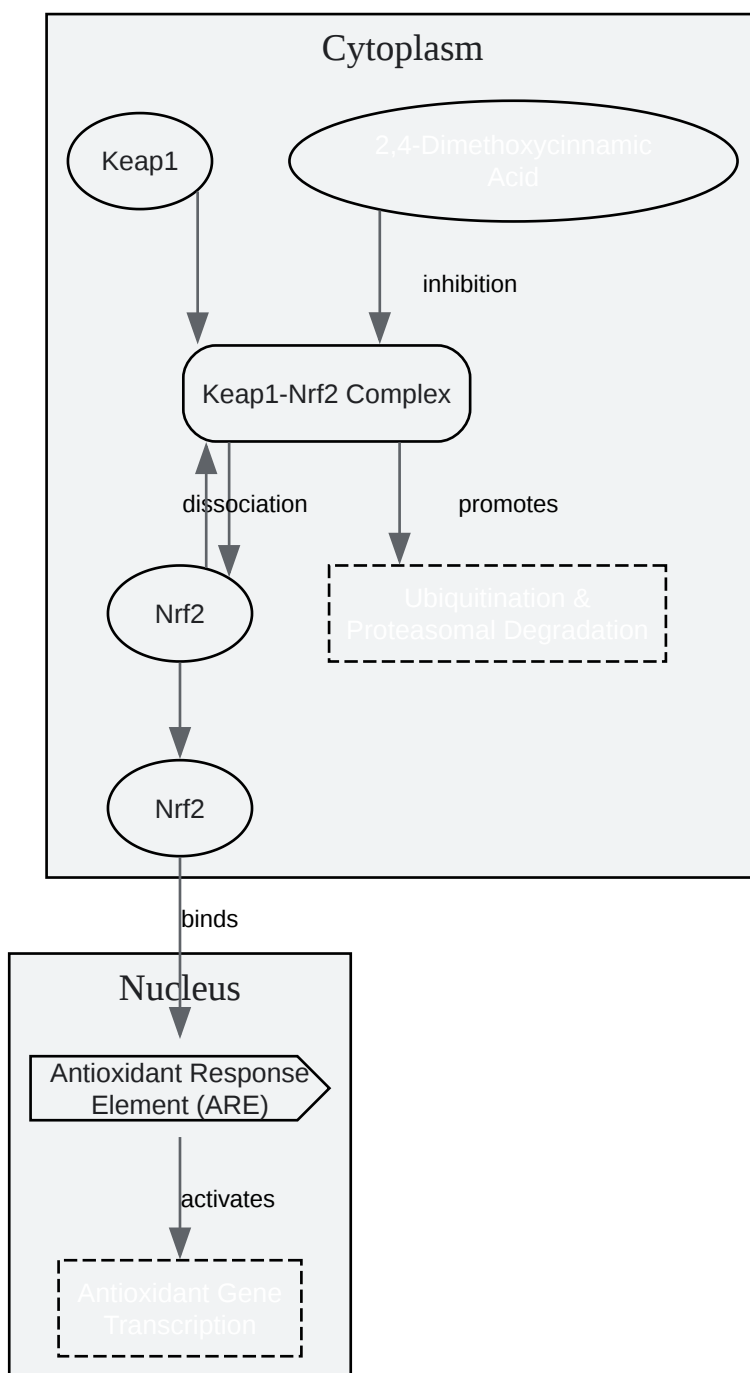 Cytoplasm
Keap1
2,4-Dimethoxycinnamic
Acid
inhibition
Keap1-Nrf2 Complex
dissociation
promotes
Nrf2
Ubiquitination &
Proteasomal Degradation
Nrf2
binds
Nucleus
Antioxidant Response
Element (ARE)
activates
Antioxidant Gene
Transcription